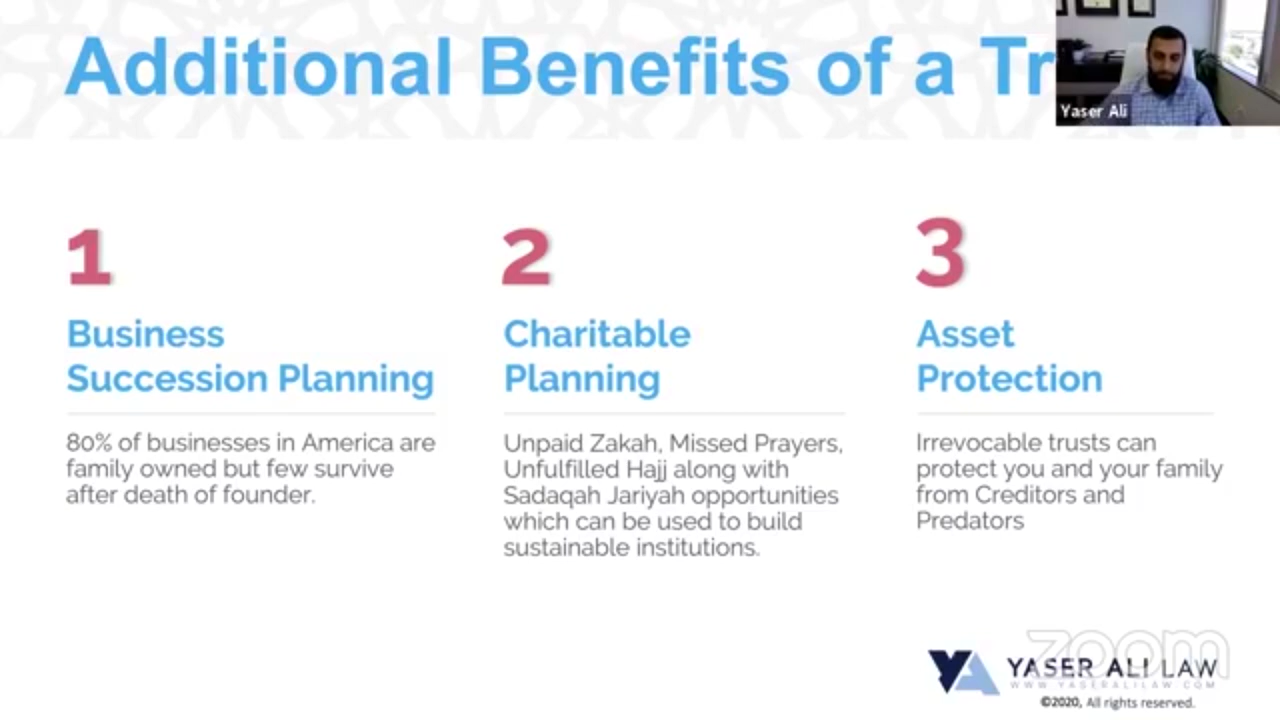 Additional Benefits of a Tr
Yaser Ali
1
Business
Succession Planning
80% of businesses in America are
family owned but few survive
after death of founder.
2
Charitable
Planning
Unpaid Zakah, Missed Prayers,
Unfulfilled Hajj along with
Sadaqah Jariyah opportunities
which can be used to build
sustainable institutions.
3
Asset
Protection
Irrevocable trusts can
protect you and your family
from Creditors and
Predators
zoom
YA YASER ALI LAW
WWW.YASERALILAW.COM
©2020, All rights reserved.